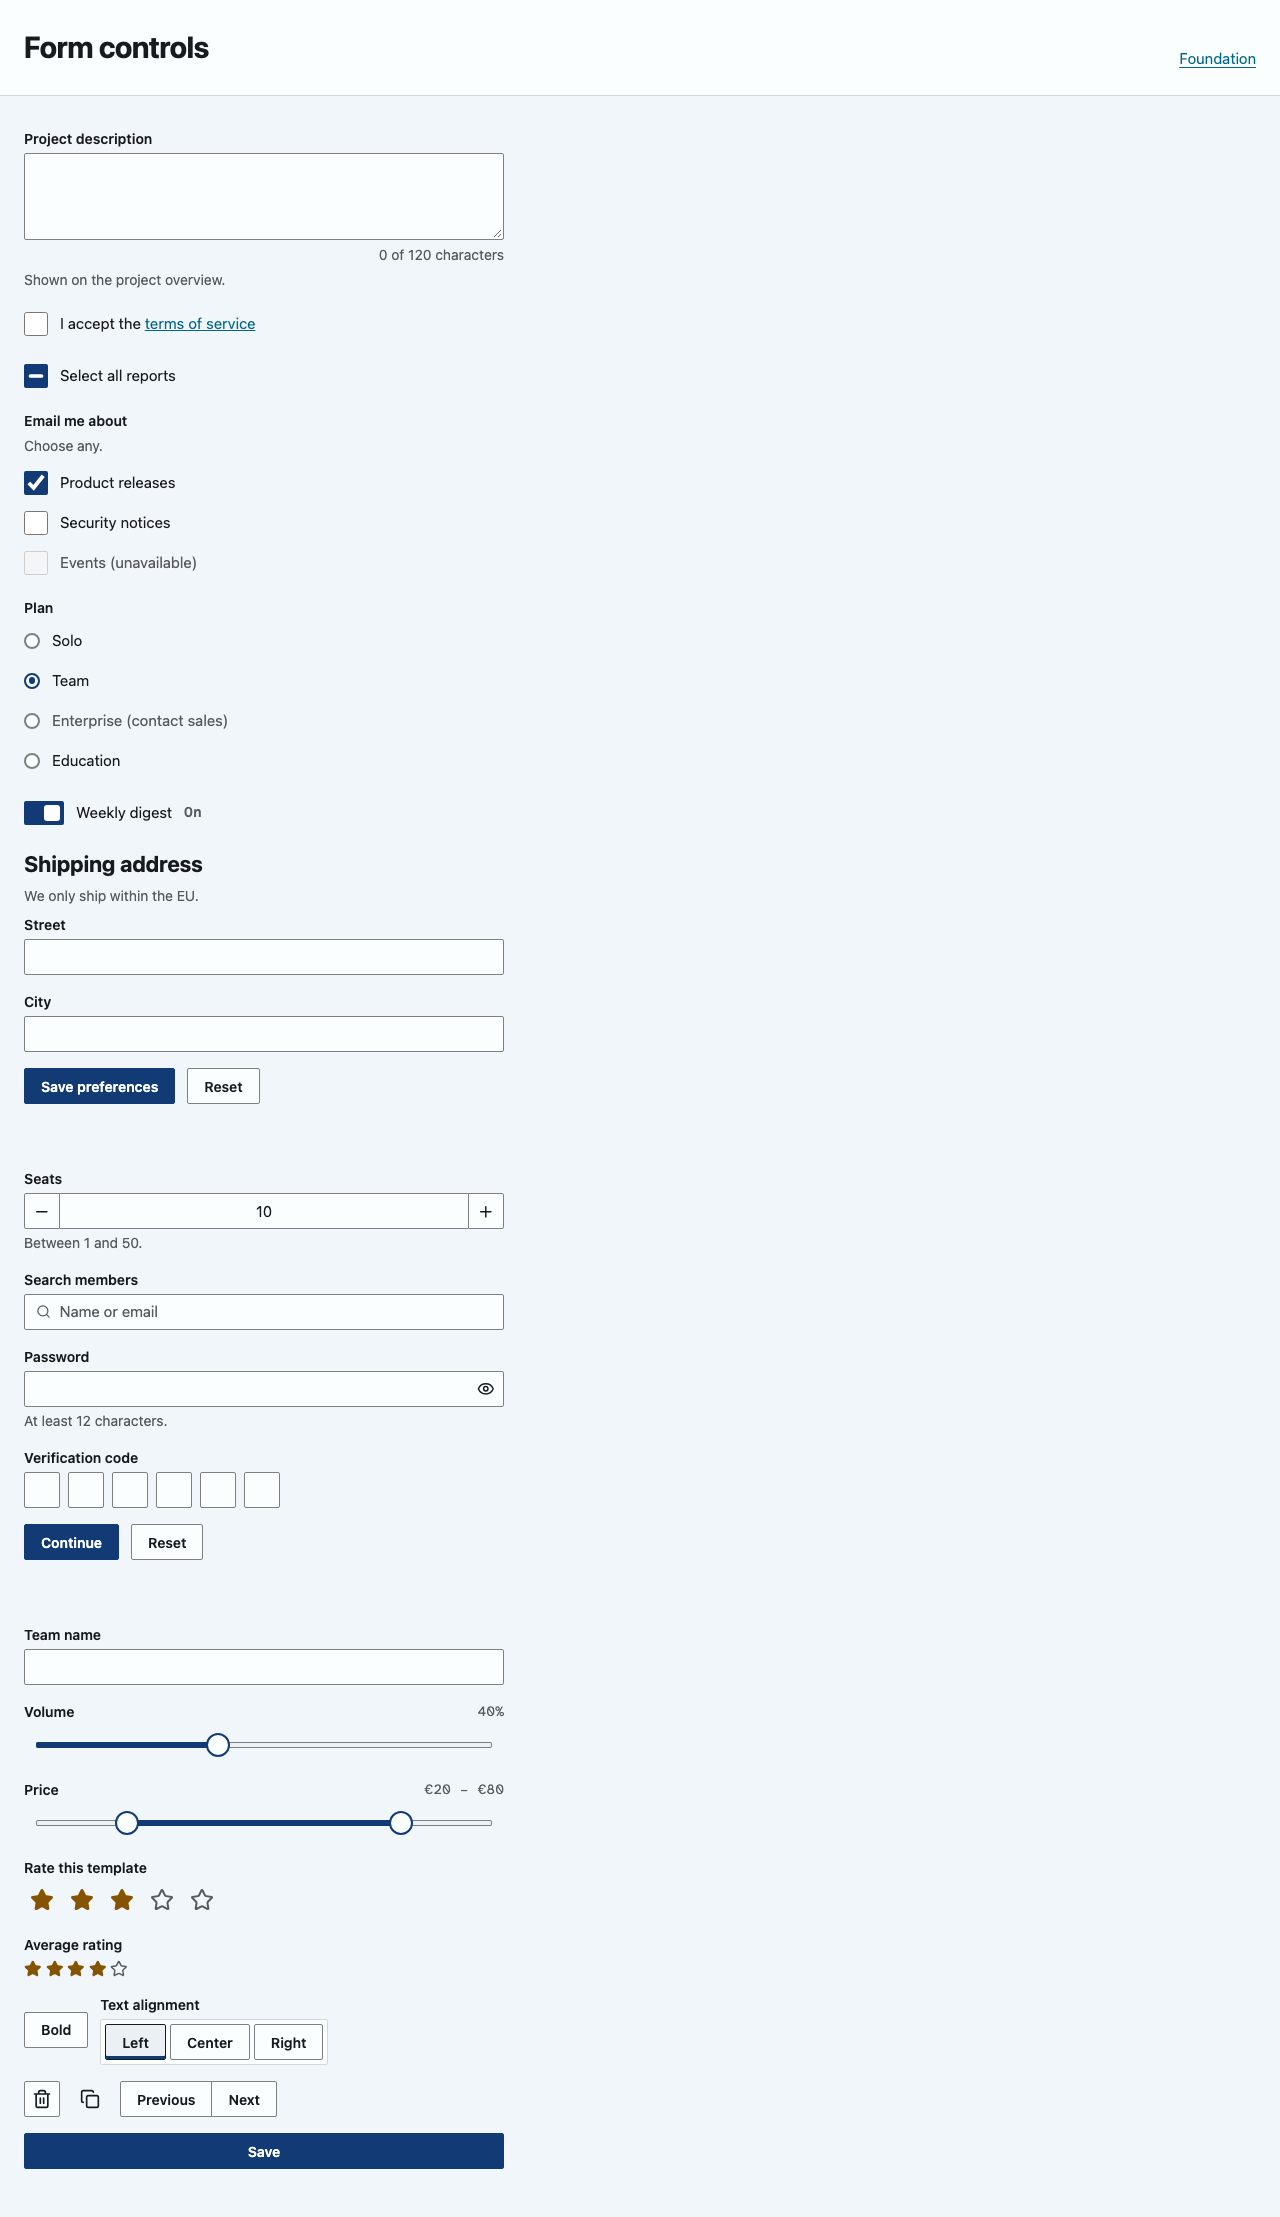 Form controls
Foundation
Project description
0 of 120 characters
Shown on the project overview.
I accept the terms of service
Select all reports
Email me about
Choose any.
Product releases
Security notices
Events (unavailable)
Plan
Solo
Team
Enterprise (contact sales)
Education
Weekly digest On
Shipping address
We only ship within the EU.
Street
City
Save preferences Reset
Seats
10
Between 1 and 50.
Search members
Name or email
Password
At least 12 characters.
Verification code
Continue Reset
Team name
Volume 40%
Price €20 – €80
Rate this template
Average rating
Text alignment
Bold Left Center Right
Previous Next
Save